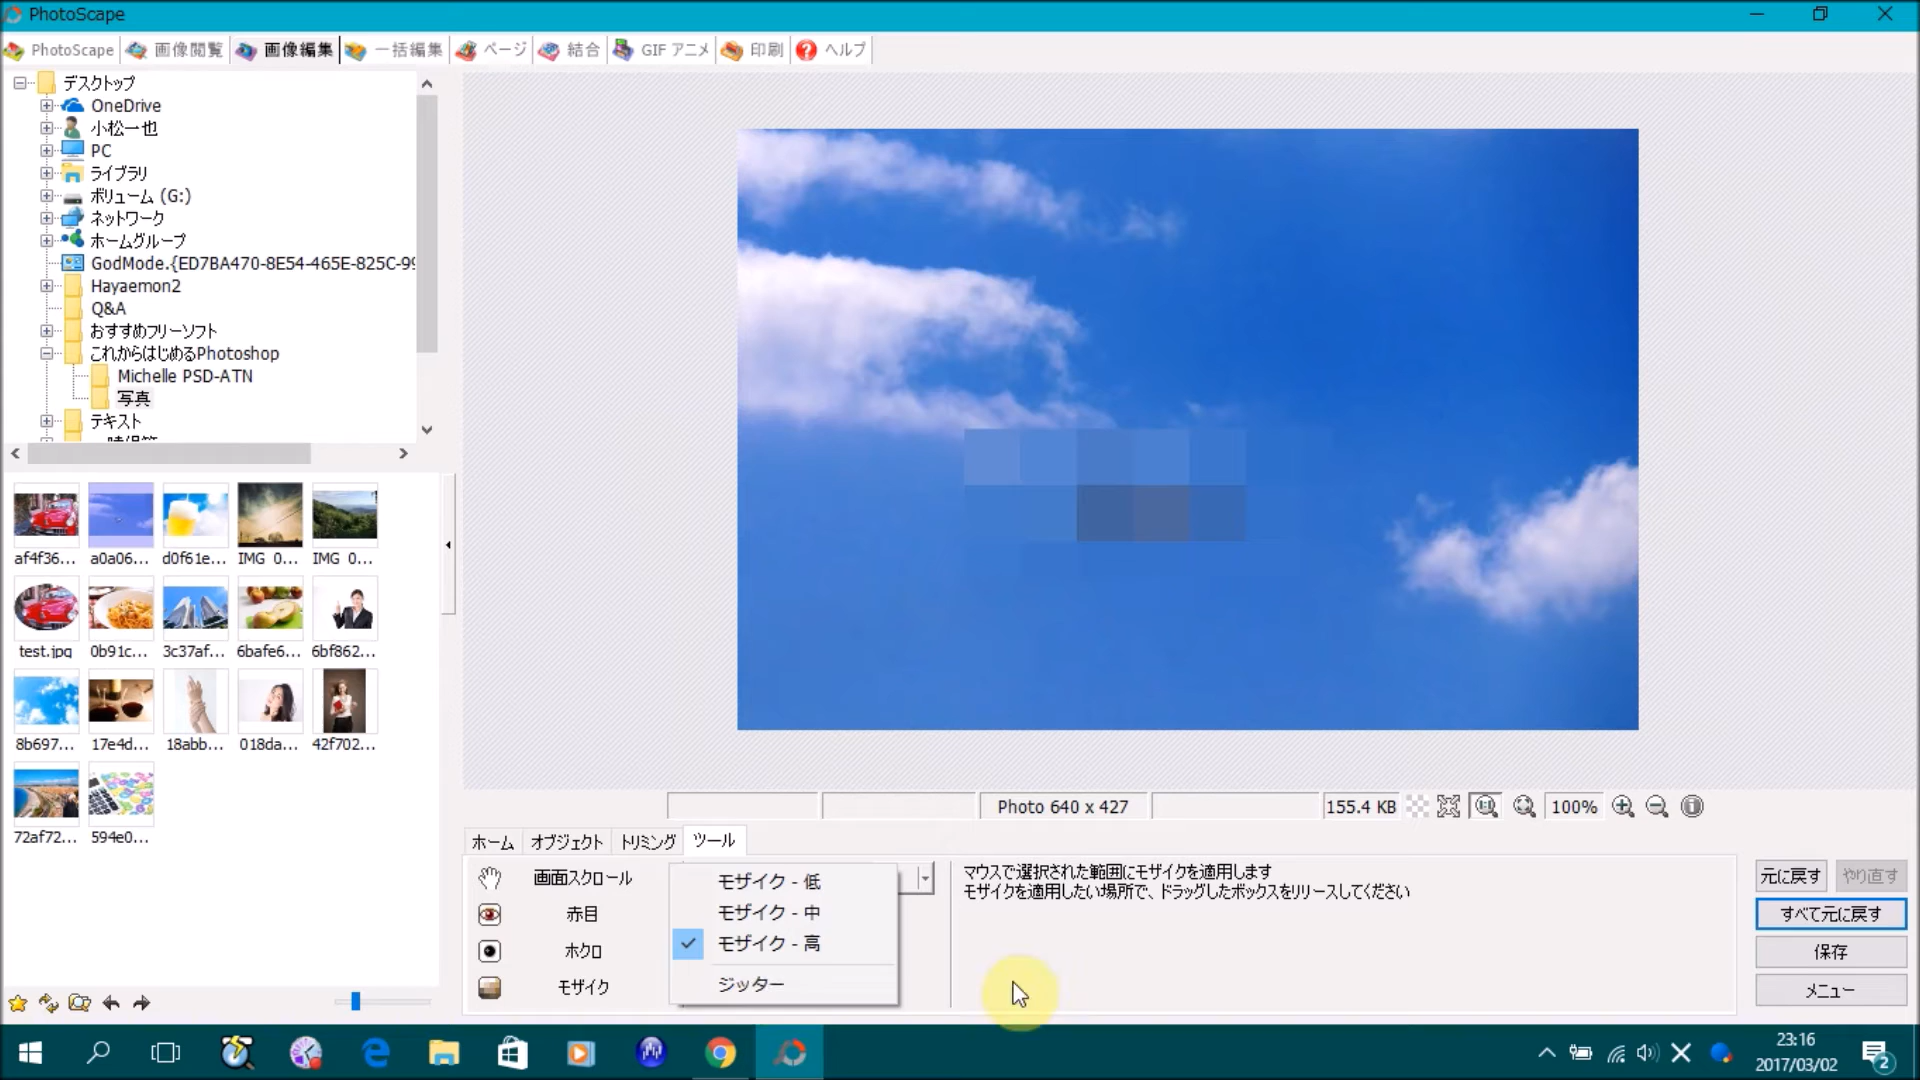 PhotoScape
PhotoScape
画像閲覧
画像編集
一括編集
ページ
結合
GIF アニメ
印刷
ヘルプ
デスクトップ
OneDrive
小松一也
PC
ライブラリ
ボリューム (G:)
ネットワーク
ホームグループ
GodMode.{ED7BA470-8E54-465E-825C-99
Hayaemon2
Q&A
おすすめフリーソフト
これからはじめるPhotoshop
Michelle PSD-ATN
写真
テキスト
af4f36...
a0a06...
d0f61e...
IMG_0...
IMG_0...
test.jpg
0b91c...
3c37af...
6bafe6...
6bf862...
8b697...
17e4d...
18abb...
018da...
42f702...
72af72...
594e0...
Photo 640 x 427
155.4 KB
100%
ホーム
オブジェクト
トリミング
ツール
画面スクロール
赤目
ホクロ
モザイク
モザイク - 低
モザイク - 中
モザイク - 高
ジッター
マウスで選択された範囲にモザイクを適用します
モザイクを適用したい場所で、ドラッグしたボックスをリリースしてください
元に戻す
やり直す
すべて元に戻す
保存
メニュー
23:16
2017/03/02
2